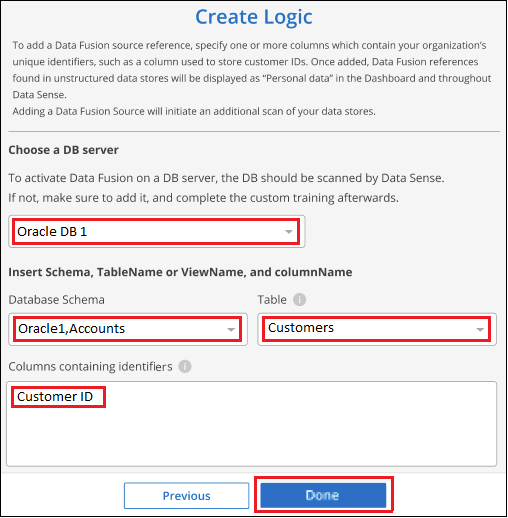 Create Logic
To add a Data Fusion source reference, specify one or more columns which contain your organization's
unique identifiers, such as a column used to store customer IDs. Once added, Data Fusion references
found in unstructured data stores will be displayed as “Personal data” in the Dashboard and throughout
Data Sense.
Adding a Data Fusion Source will initiate an additional scan of your data stores.
Choose a DB server
To activate Data Fusion on a DB server, the DB should be scanned by Data Sense.
If not, make sure to add it, and complete the custom training afterwards.
Oracle DB 1
Insert Schema, TableName or ViewName, and columnName
Database Schema Table i
Oracle1,Accounts Customers
Columns containing identifiers i
Customer ID
Previous Done